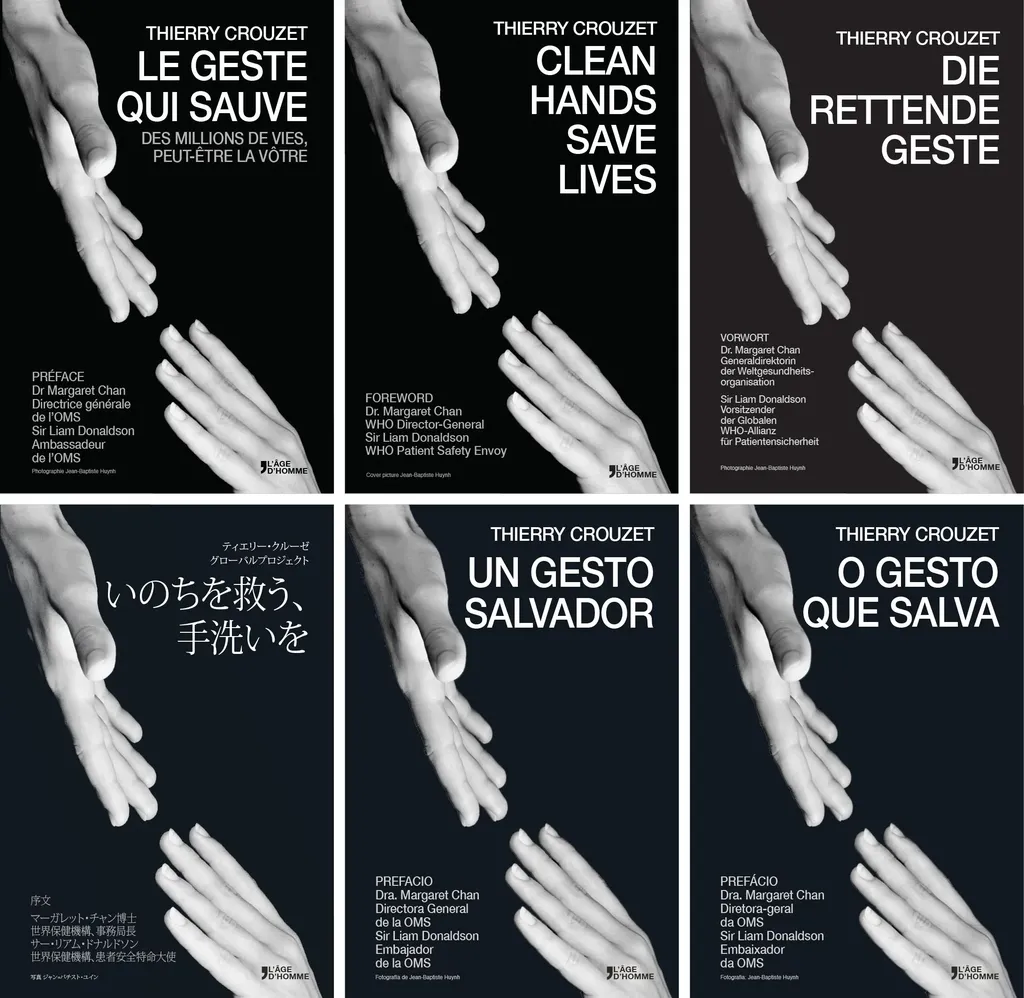 THIERRY CROUZET
LE GESTE
QUI SAUVE
DES MILLIONS DE VIES,
PEUT-ÊTRE LA VÔTRE
PRÉFACE
Dr Margaret Chan
Directrice générale
de l'OMS
Sir Liam Donaldson
Ambassadeur
de l'OMS
Photographie Jean-Baptiste Huynh
L'ÂGE
D'HOMME
THIERRY CROUZET
CLEAN
HANDS
SAVE
LIVES
FOREWORD
Dr. Margaret Chan
WHO Director-General
Sir Liam Donaldson
WHO Patient Safety Envoy
Cover picture Jean-Baptiste Huynh
L'ÂGE
D'HOMME
THIERRY CROUZET
DIE
RETTENDE
GESTE
VORWORT
Dr. Margaret Chan
Generaldirektorin
der Weltgesundheits-
organisation
Sir Liam Donaldson
Vorsitzender
der Globalen
WHO-Allianz
für Patientensicherheit
Photographie Jean-Baptiste Huynh
L'ÂGE
D'HOMME
ティエリー・クルーゼ
グローバルプロジェクト
いのちを救う、
手洗いを
序文
マーガレット・チャン博士
世界保健機構、事務局長
サー・リアム・ドナルドソン
世界保健機構、患者安全特命大使
写真 ジャン=バチスト・ユイン
L'ÂGE
D'HOMME
THIERRY CROUZET
UN GESTO
SALVADOR
PREFACIO
Dra. Margaret Chan
Directora General
de la OMS
Sir Liam Donaldson
Embajador
de la OMS
Fotografía de Jean-Baptiste Huynh
L'ÂGE
D'HOMME
THIERRY CROUZET
O GESTO
QUE SALVA
PREFÁCIO
Dra. Margaret Chan
Diretora-geral
da OMS
Sir Liam Donaldson
Embaixador
da OMS
Fotografia: Jean-Baptiste Huynh
L'ÂGE
D'HOMME